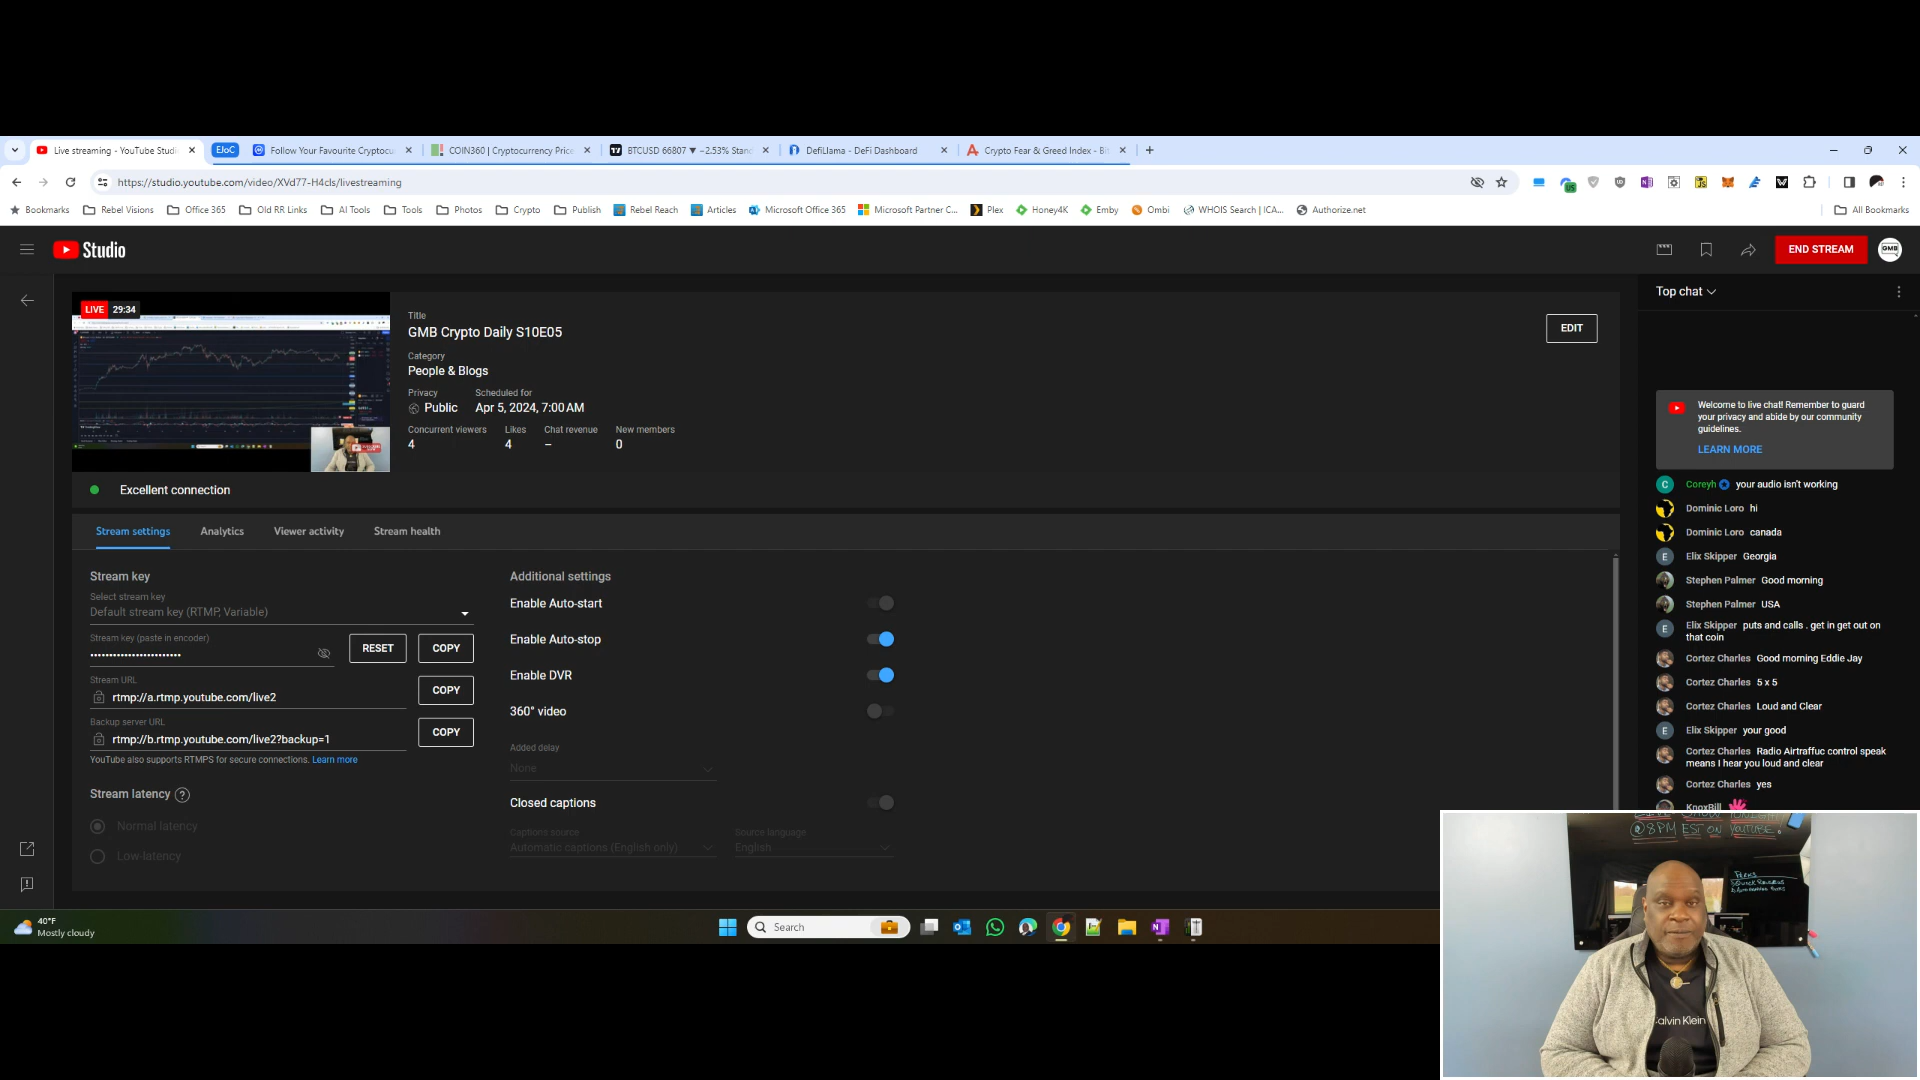 Live streaming - YouTube Studi
EJoC
Follow Your Favourite Cryptocu
COIN360 | Cryptocurrency Price
BTCUSD 66807 ▼ −2.53% Stand
DefiLlama - DeFi Dashboard
Crypto Fear & Greed Index - Bit
https://studio.youtube.com/video/XVd77-H4cls/livestreaming
Bookmarks
Rebel Visions
Office 365
Old RR Links
AI Tools
Tools
Photos
Crypto
Publish
Rebel Reach
Articles
Microsoft Office 365
Microsoft Partner C...
Plex
Honey4K
Emby
Ombi
WHOIS Search | ICA...
Authorize.net
All Bookmarks
Studio
END STREAM
GMB
LIVE 29:34
Title
GMB Crypto Daily S10E05
EDIT
Category
People & Blogs
Privacy
Public
Scheduled for
Apr 5, 2024, 7:00 AM
Concurrent viewers
4
Likes
4
Chat revenue
–
New members
0
Excellent connection
Stream settings
Analytics
Viewer activity
Stream health
Stream key
Select stream key
Default stream key (RTMP, Variable)
Stream key (paste in encoder)
••••••••••••••••••••••••
RESET
COPY
Stream URL
rtmp://a.rtmp.youtube.com/live2
COPY
Backup server URL
rtmp://b.rtmp.youtube.com/live2?backup=1
COPY
YouTube also supports RTMPS for secure connections. Learn more
Stream latency
Normal latency
Low-latency
Additional settings
Enable Auto-start
Enable Auto-stop
Enable DVR
360° video
Added delay
None
Closed captions
Captions source
Automatic captions (English only)
Source language
English
Top chat
Welcome to live chat! Remember to guard
your privacy and abide by our community
guidelines.
LEARN MORE
Coreyh your audio isn't working
Dominic Loro hi
Dominic Loro canada
Elix Skipper Georgia
Stephen Palmer Good morning
Stephen Palmer USA
Elix Skipper puts and calls . get in get out on
that coin
Cortez Charles Good morning Eddie Jay
Cortez Charles 5 x 5
Cortez Charles Loud and Clear
Elix Skipper your good
Cortez Charles Radio Airtraffuc control speak
means I hear you loud and clear
Cortez Charles yes
KnoxBill
LIVE SHOW TONIGHT
@8PM EST ON YOUTUBE.
PERKS
Calvin Klein
40°F
Mostly cloudy
Search